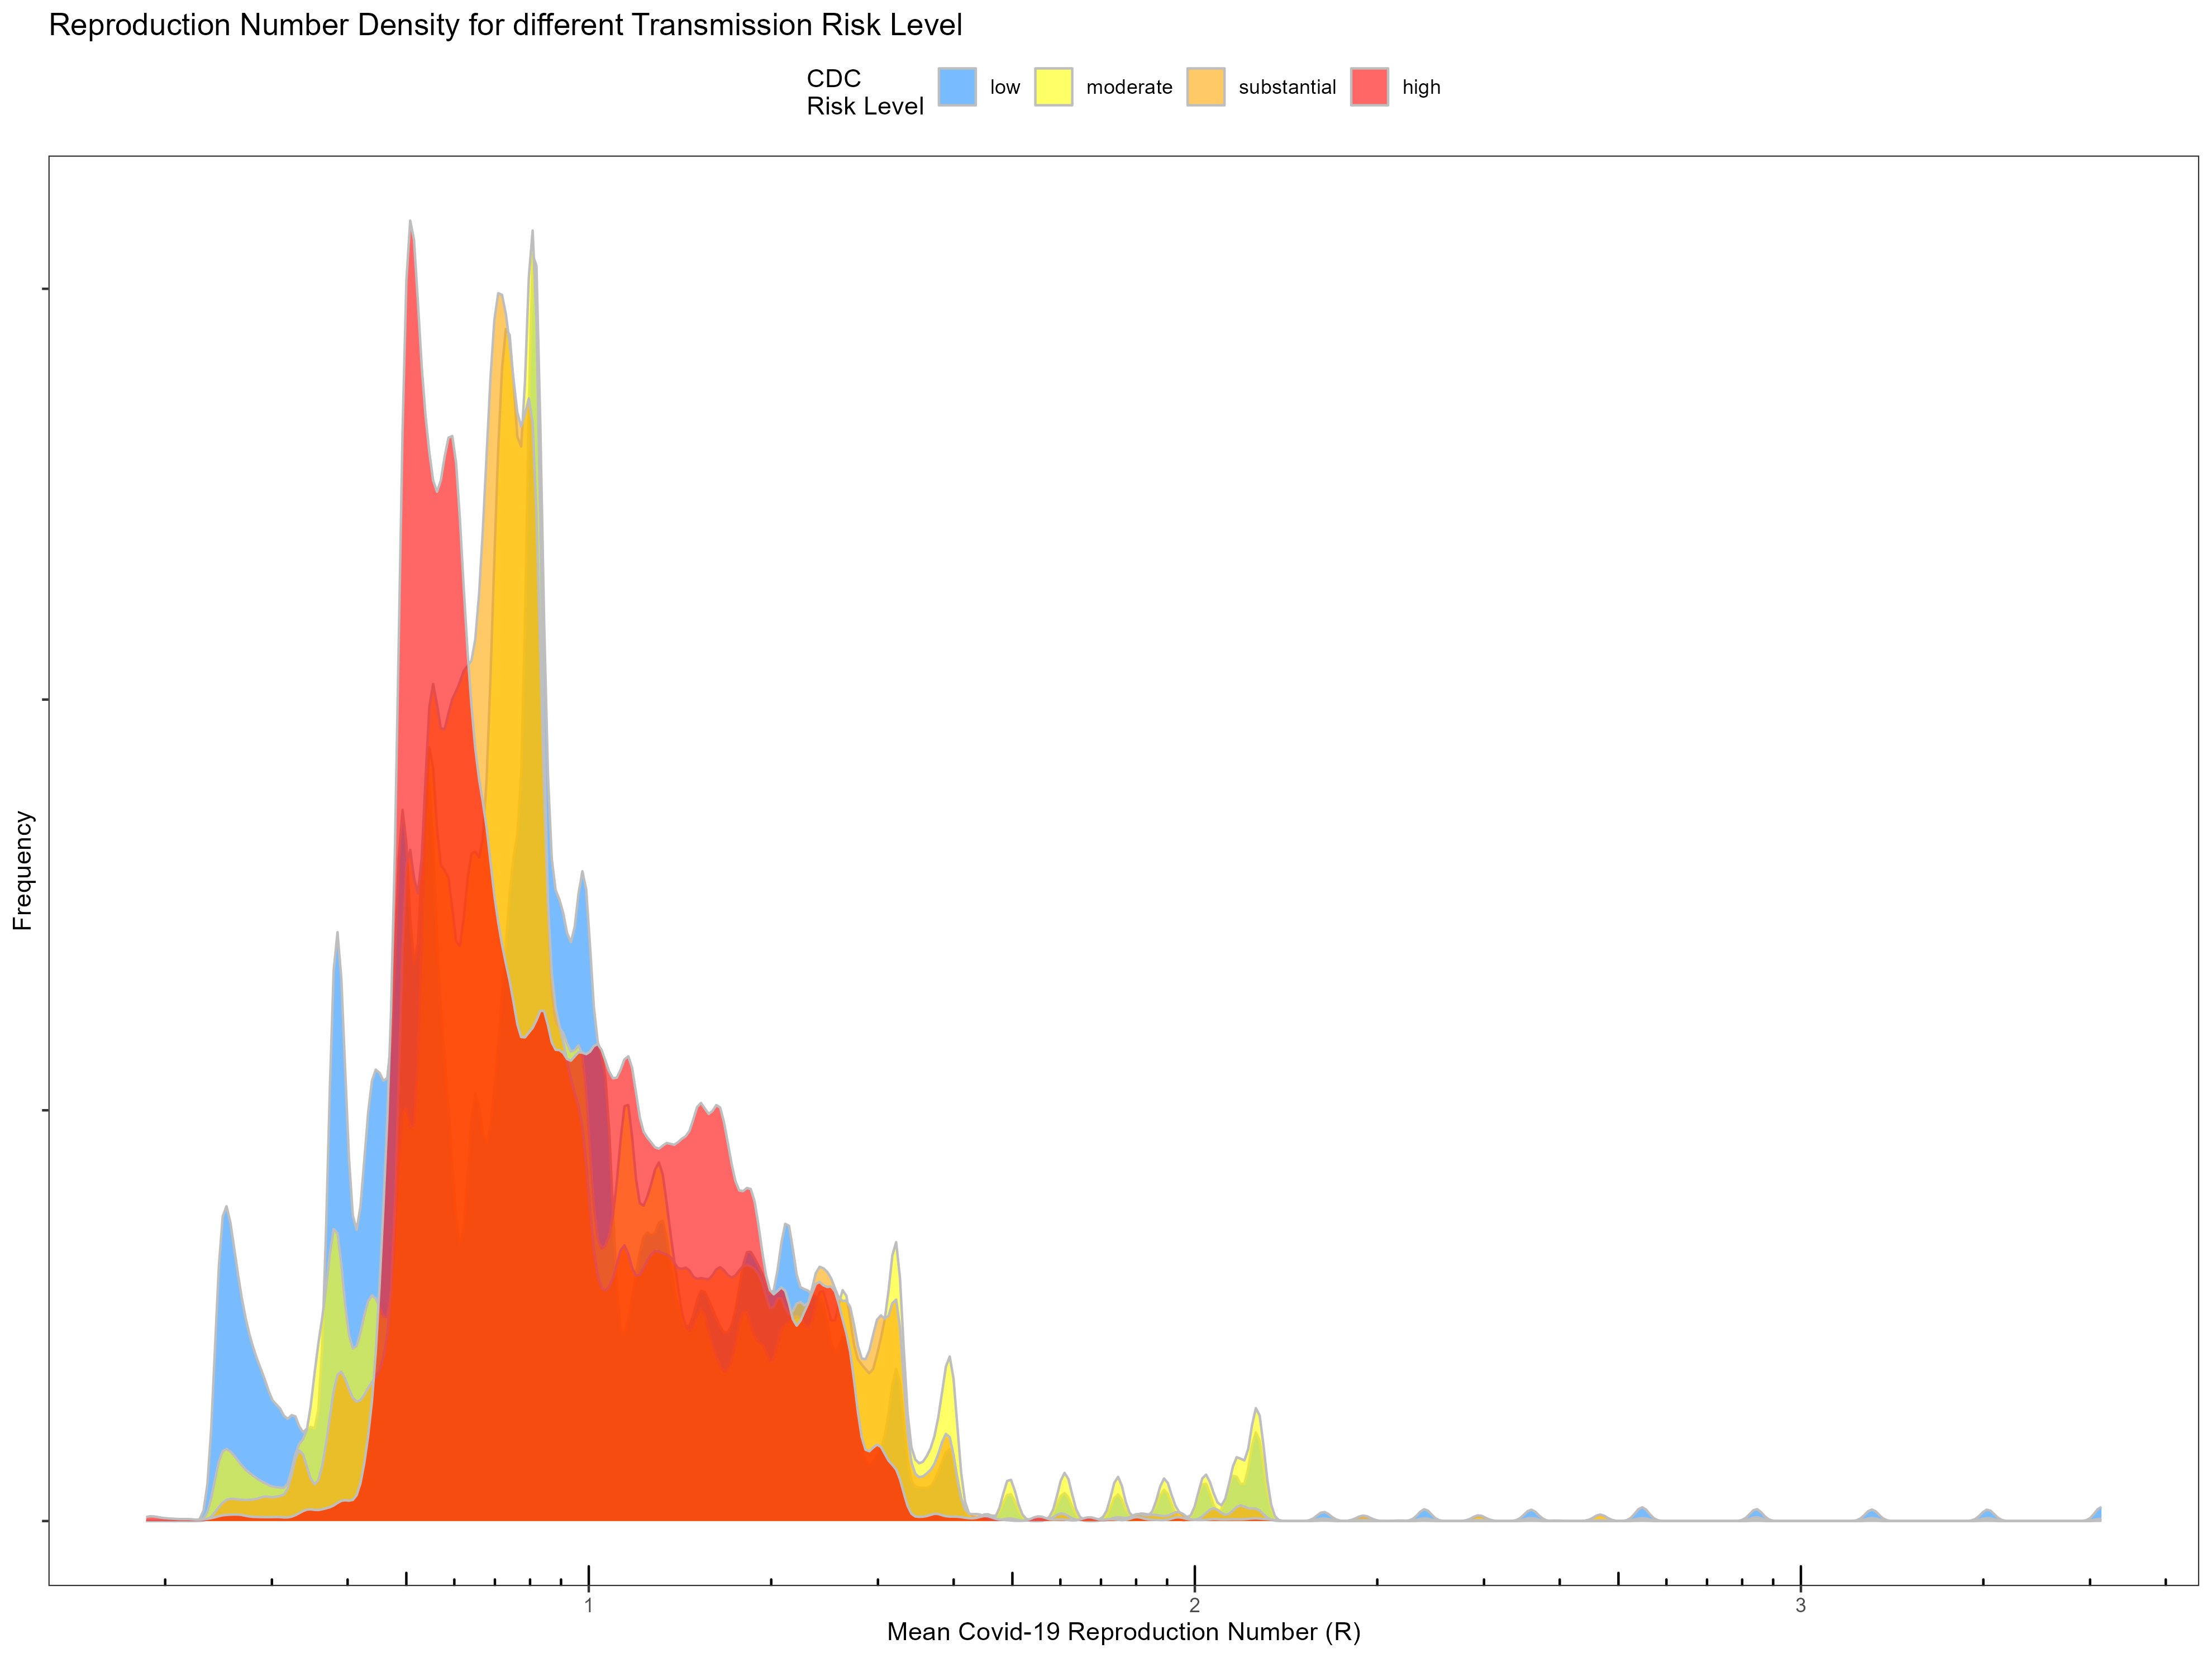 Reproduction Number Density for different Transmission Risk Level
CDC
Risk Level
low
moderate
substantial
high
Frequency
1
2
3
Mean Covid-19 Reproduction Number (R)